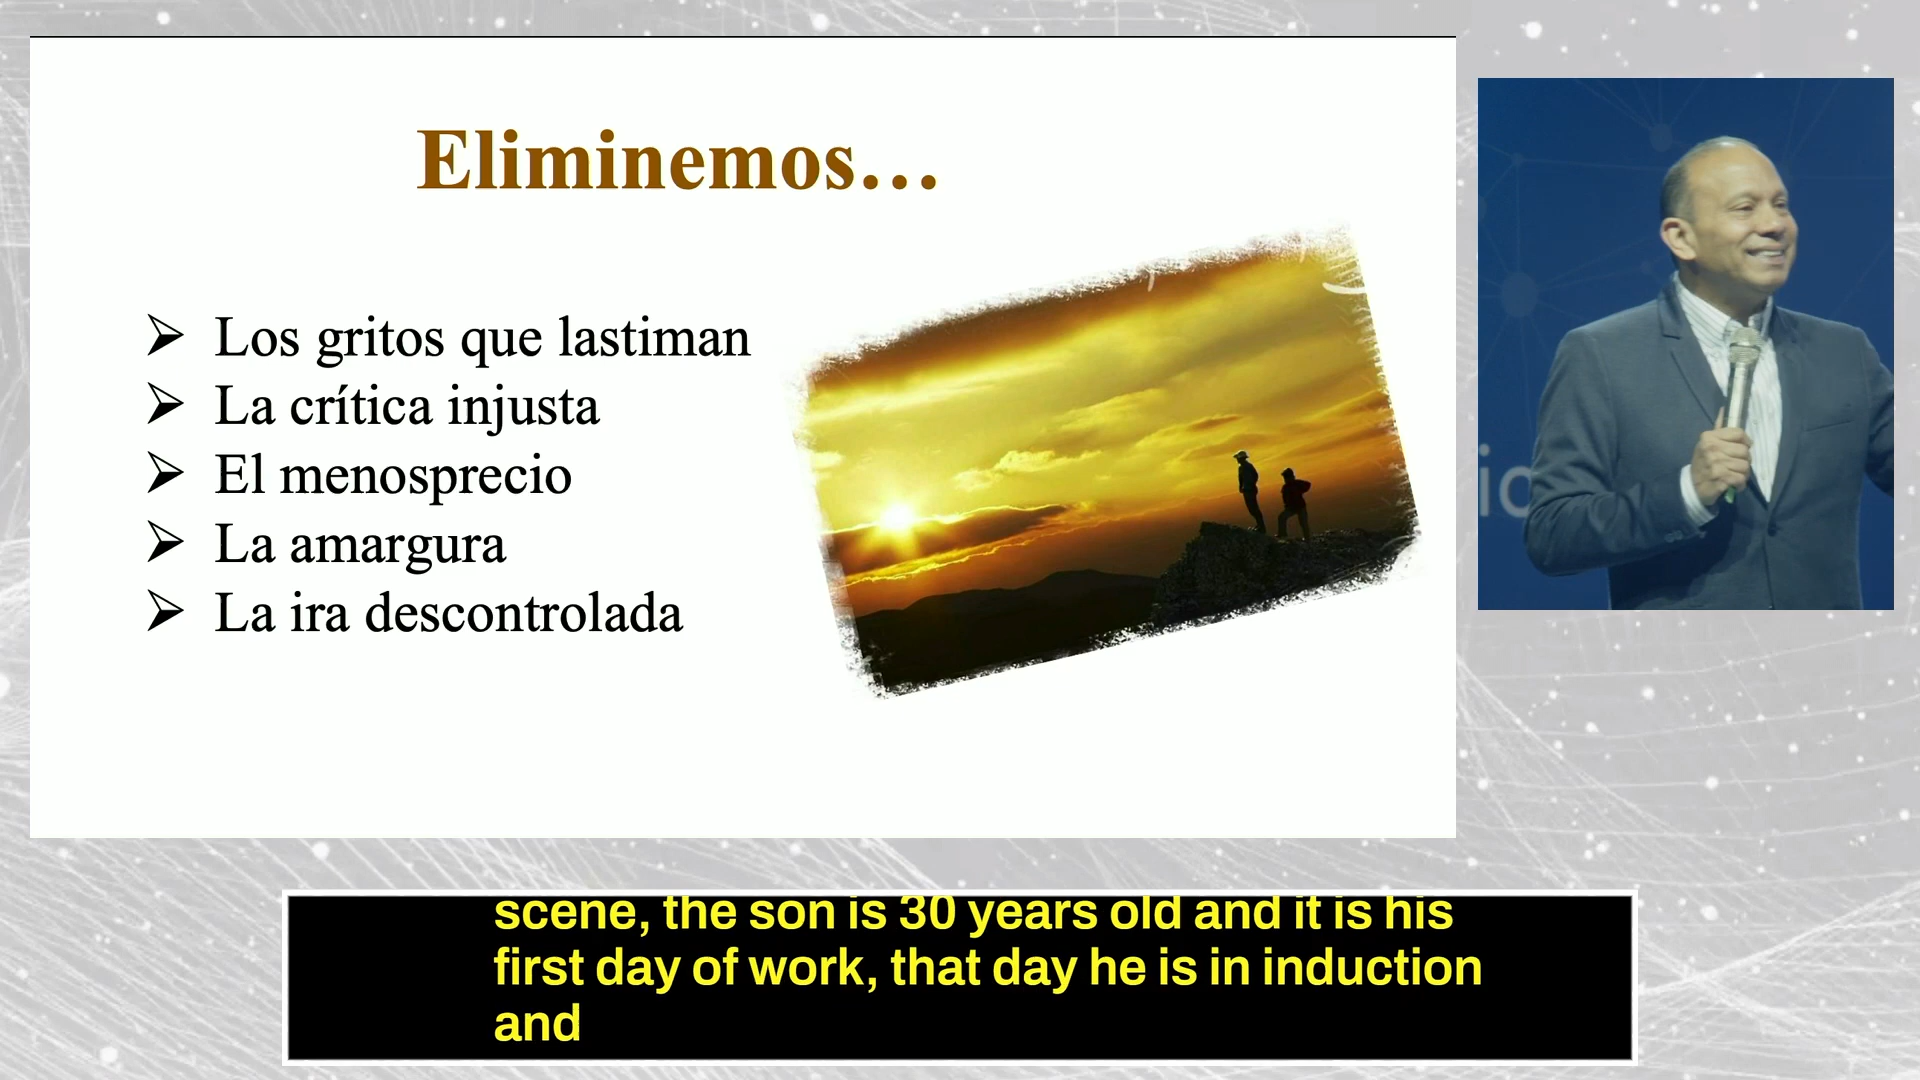 Eliminemos...
➢ Los gritos que lastiman
➢ La crítica injusta
➢ El menosprecio
➢ La amargura
➢ La ira descontrolada
io
scene, the son is 30 years old and it is his
first day of work, that day he is in induction
and